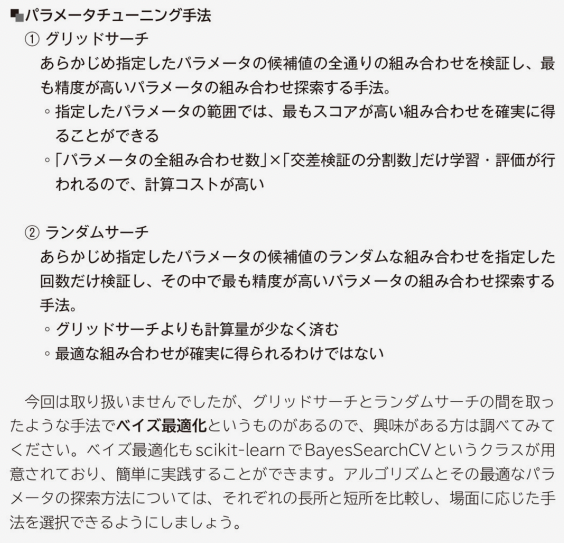 パラメータチューニング手法
① グリッドサーチ
あらかじめ指定したパラメータの候補値の全通りの組み合わせを検証し、最
も精度が高いパラメータの組み合わせ探索する手法。
◦指定したパラメータの範囲では、最もスコアが高い組み合わせを確実に得
ることができる
◦「パラメータの全組み合わせ数」×「交差検証の分割数」だけ学習・評価が行
われるので、計算コストが高い
② ランダムサーチ
あらかじめ指定したパラメータの候補値のランダムな組み合わせを指定した
回数だけ検証し、その中で最も精度が高いパラメータの組み合わせ探索する
手法。
◦グリッドサーチよりも計算量が少なく済む
◦最適な組み合わせが確実に得られるわけではない
今回は取り扱いませんでしたが、グリッドサーチとランダムサーチの間を取っ
たような手法でベイズ最適化というものがあるので、興味がある方は調べてみて
ください。ベイズ最適化もscikit-learnでBayesSearchCVというクラスが用
意されており、簡単に実践することができます。アルゴリズムとその最適なパラ
メータの探索方法については、それぞれの長所と短所を比較し、場面に応じた手
法を選択できるようにしましょう。